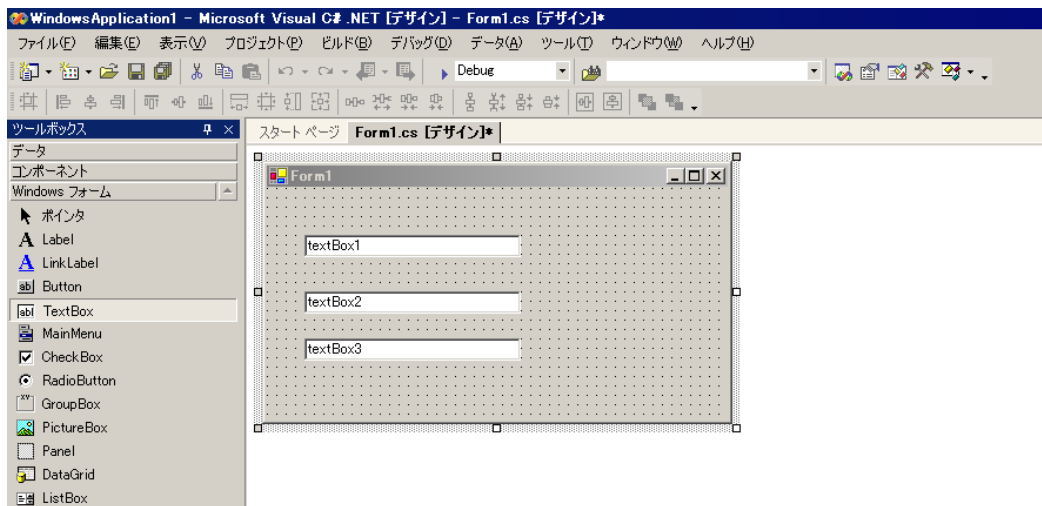 WindowsApplication1 - Microsoft Visual C# .NET [デザイン] - Form1.cs [デザイン]*
ファイル(F) 編集(E) 表示(V) プロジェクト(P) ビルド(B) デバッグ(D) データ(A) ツール(T) ウィンドウ(W) ヘルプ(H)
Debug
ツールボックス
スタート ページ Form1.cs [デザイン]*
データ
コンポーネント
Windows フォーム
ポインタ
A Label
A LinkLabel
ab Button
abl TextBox
MainMenu
CheckBox
RadioButton
XYZ GroupBox
PictureBox
Panel
DataGrid
ListBox
Form1
textBox1
textBox2
textBox3